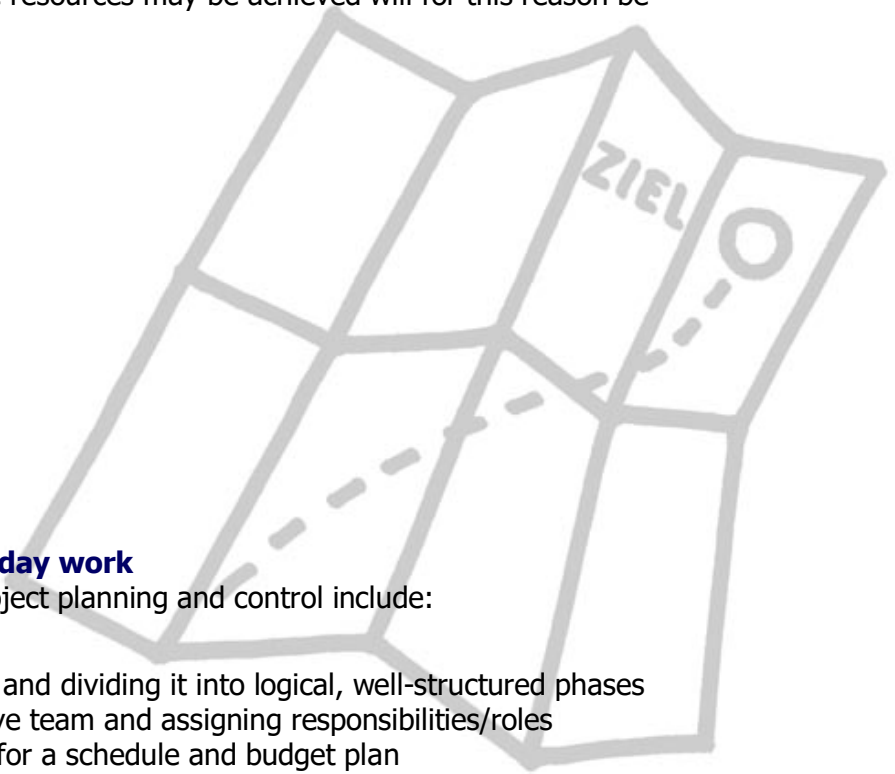 resources may be achieved will for this reason be
ZIEL
day work
ject planning and control include:
and dividing it into logical, well-structured phases
ve team and assigning responsibilities/roles
for a schedule and budget plan